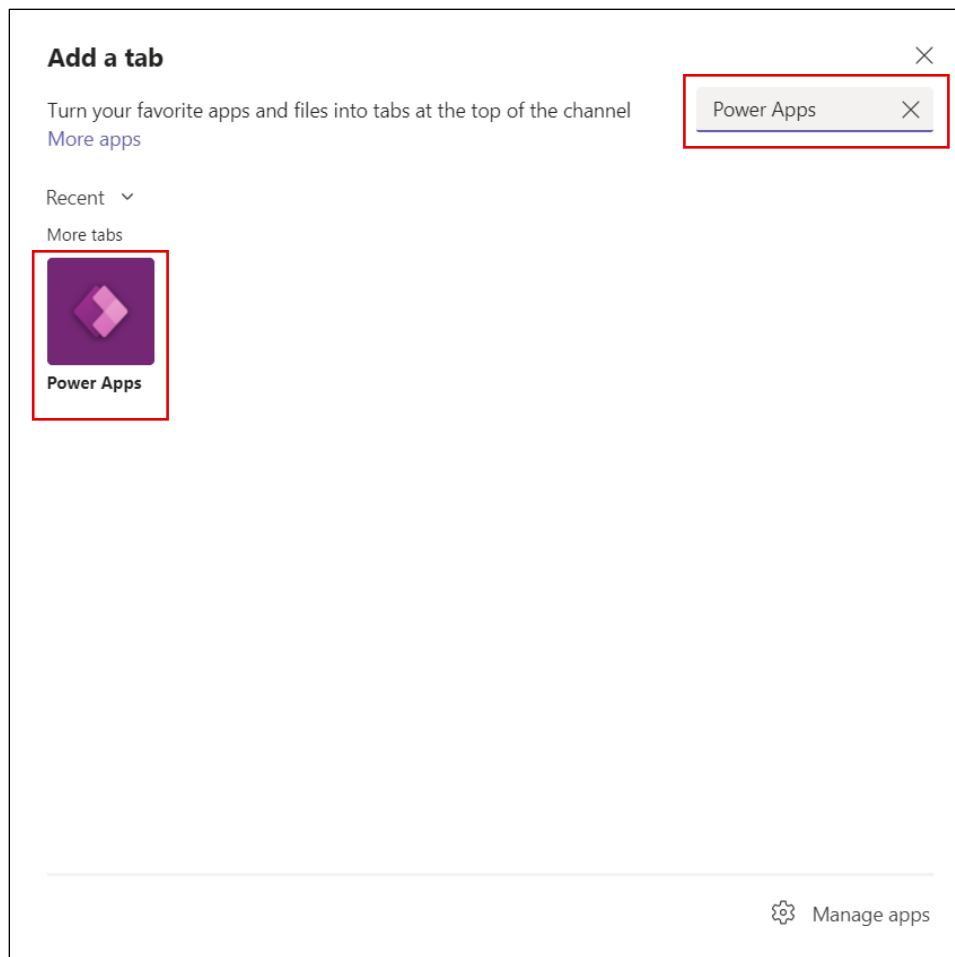 Add a tab
Turn your favorite apps and files into tabs at the top of the channel
More apps
Power Apps
Recent
More tabs
Power Apps
Manage apps